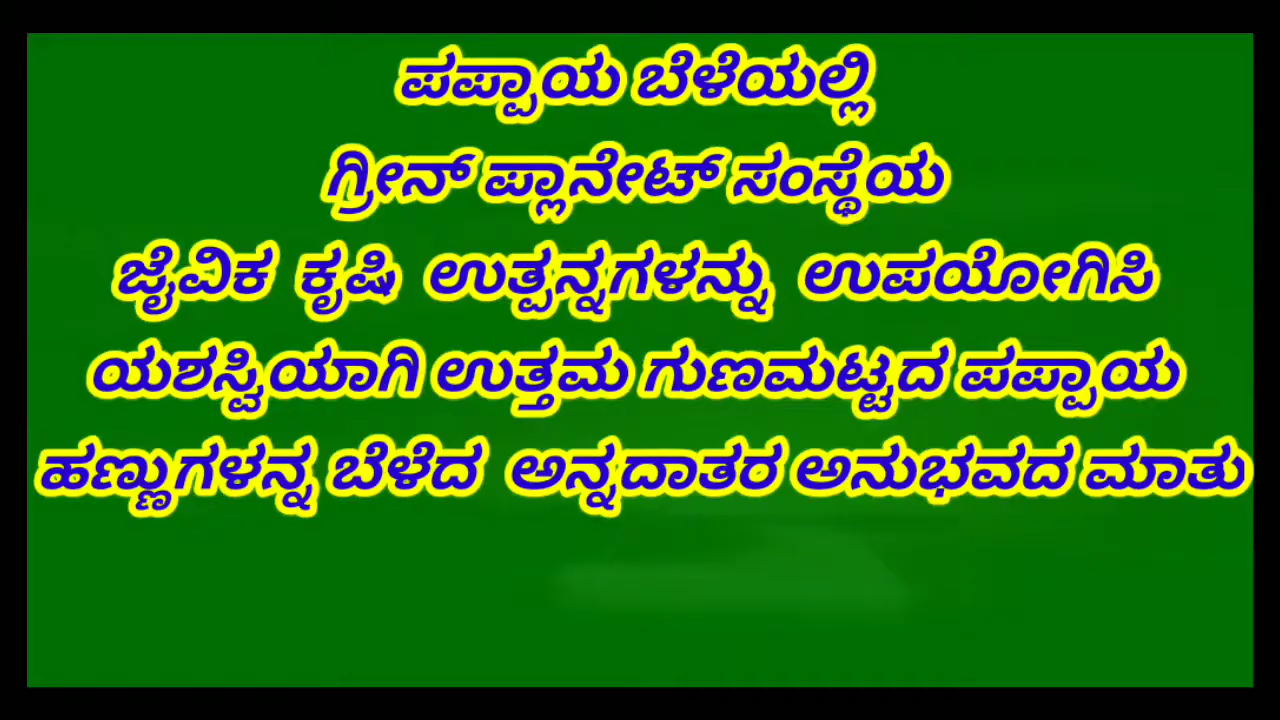 ಪಪ್ಪಾಯ ಬೆಳೆಯಲ್ಲಿ
ಗ್ರೀನ್ ಪ್ಲಾನೇಟ್ ಸಂಸ್ಥೆಯ
ಜೈವಿಕ ಕೃಷಿ ಉತ್ಪನ್ನಗಳನ್ನು ಉಪಯೋಗಿಸಿ
ಯಶಸ್ವಿಯಾಗಿ ಉತ್ತಮ ಗುಣಮಟ್ಟದ ಪಪ್ಪಾಯ
ಹಣ್ಣುಗಳನ್ನ ಬೆಳೆದ ಅನ್ನದಾತರ ಅನುಭವದ ಮಾತು